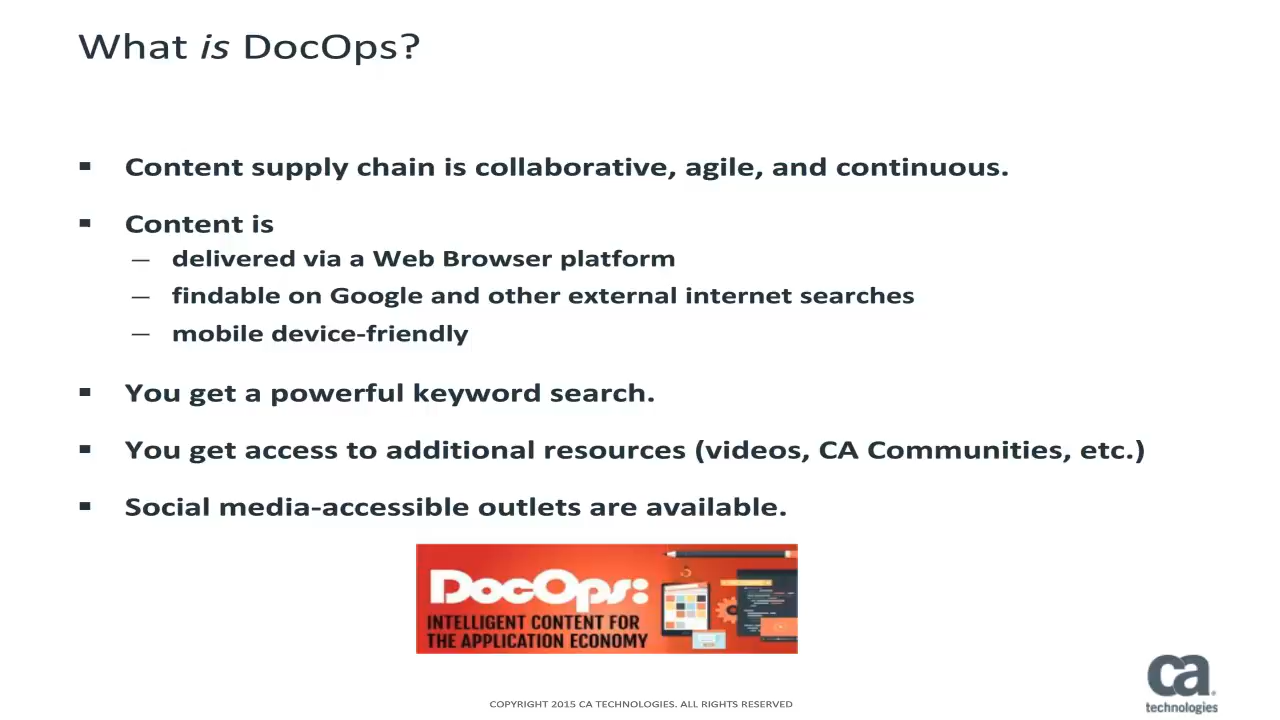 What is DocOps?
▪ Content supply chain is collaborative, agile, and continuous.
▪ Content is
— delivered via a Web Browser platform
— findable on Google and other external internet searches
— mobile device-friendly
▪ You get a powerful keyword search.
▪ You get access to additional resources (videos, CA Communities, etc.)
▪ Social media-accessible outlets are available.
DocOps:
INTELLIGENT CONTENT FOR
THE APPLICATION ECONOMY
ca
technologies
COPYRIGHT 2015 CA TECHNOLOGIES. ALL RIGHTS RESERVED